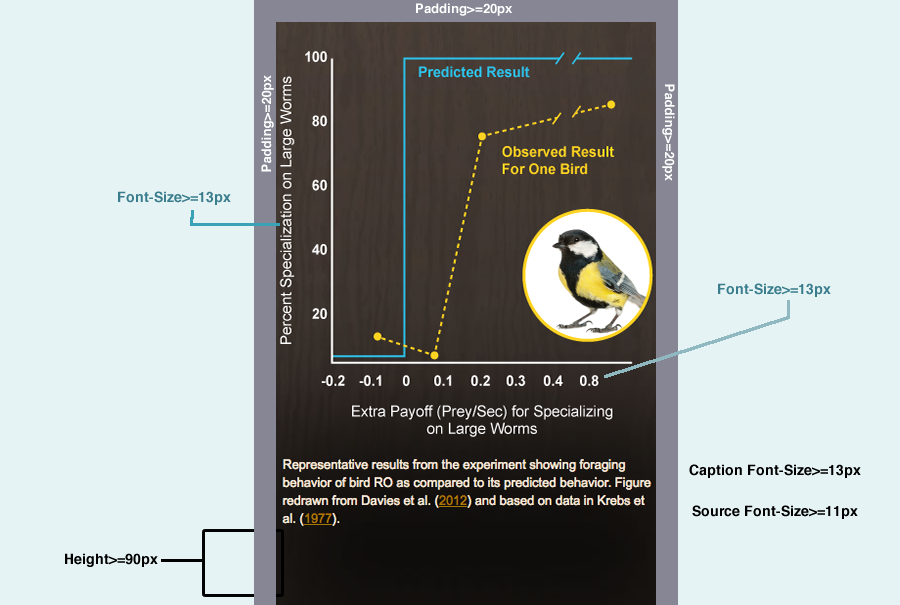 Padding>=20px
100
Predicted Result
80
Padding>=20px
Padding>=20px
Percent Specialization on Large Worms
Observed Result
For One Bird
60
Font-Size>=13px
40
Font-Size>=13px
20
-0.2 -0.1 0 0.1 0.2 0.3 0.4 0.8
Extra Payoff (Prey/Sec) for Specializing
on Large Worms
Representative results from the experiment showing foraging
behavior of bird RO as compared to its predicted behavior. Figure
redrawn from Davies et al. (2012) and based on data in Krebs et
al. (1977).
Caption Font-Size>=13px
Source Font-Size>=11px
Height>=90px